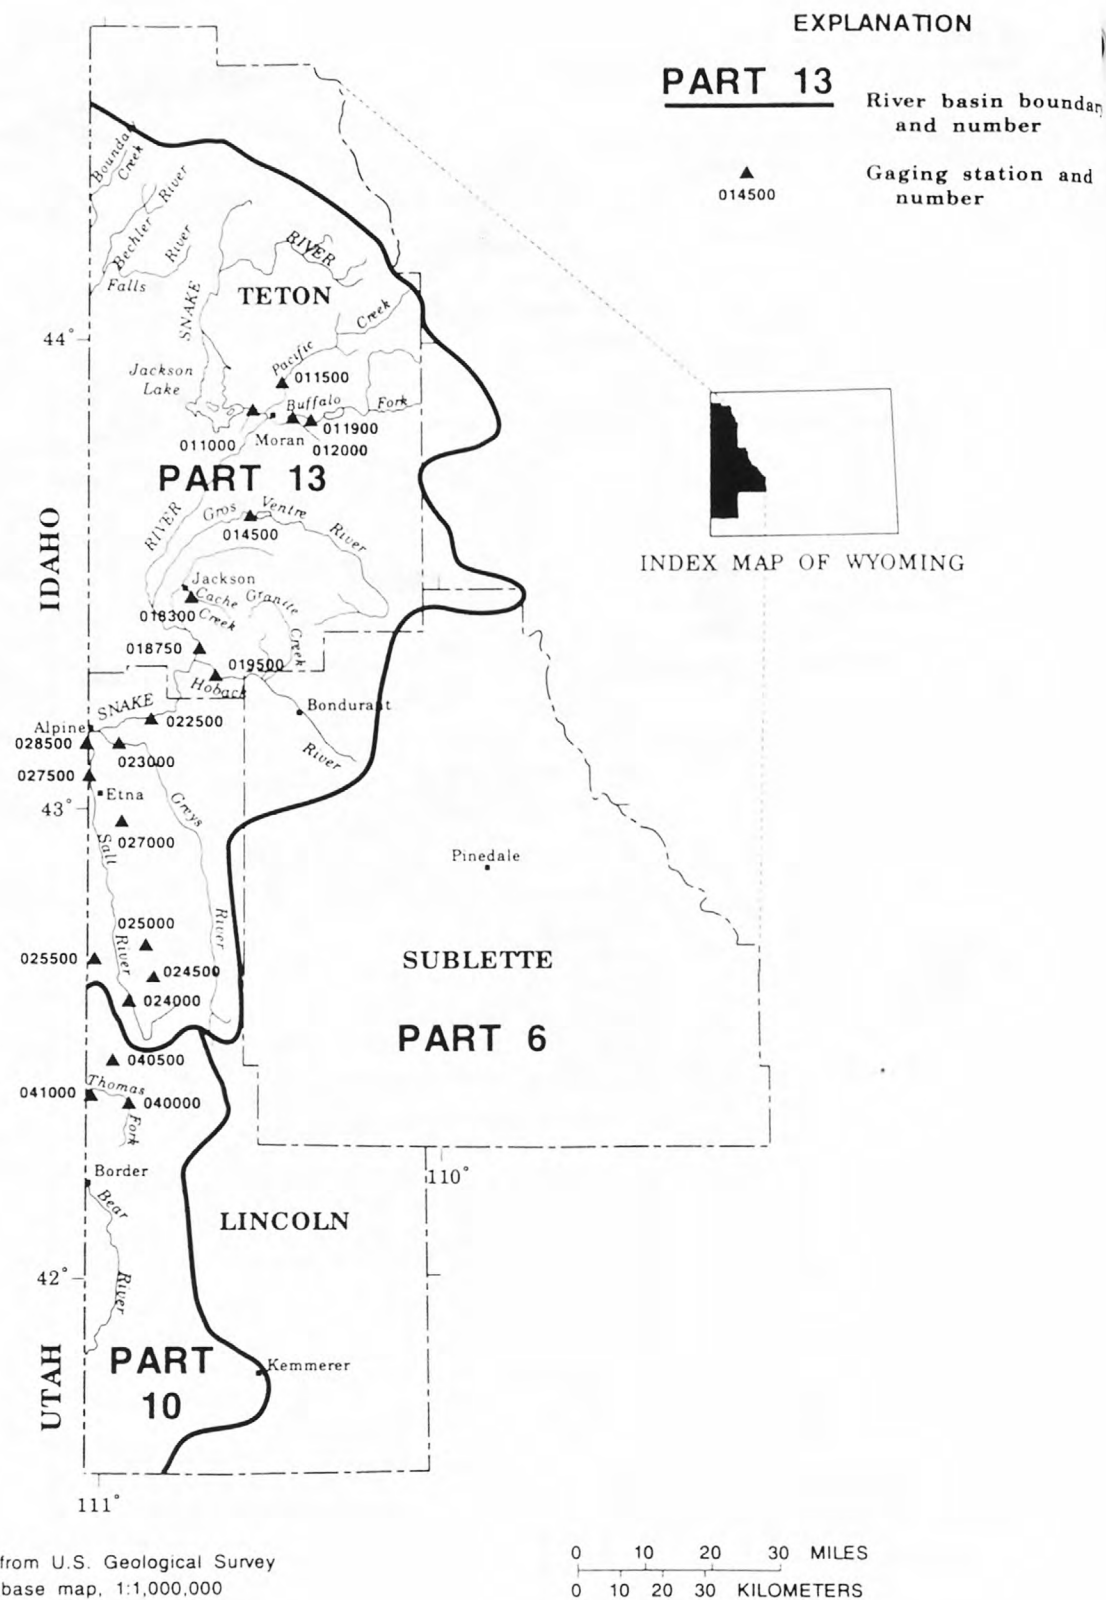 EXPLANATION
PART 13
River basin boundar
and number
014500
Gaging station and
number
Boundary
Creek
Bechler River
Falls River
SNAKE
RIVER
TETON
Pacific Creek
44°
Jackson
Lake
011500
Buffalo Fork
011000
Moran
011900
012000
PART 13
RIVER
Gros Ventre River
014500
IDAHO
INDEX MAP OF WYOMING
Jackson
Cache
Creek
Granite
Creek
018300
018750
019500
Hoback
River
Bondurant
SNAKE
022500
Alpine
028500
023000
027500
Etna
43°
Greys
River
027000
Salt
River
Pinedale
025000
025500
024500
SUBLETTE
024000
PART 6
040500
041000
Thomas
Fork
040000
Border
110°
Bear
River
LINCOLN
42°
UTAH
PART
10
Kemmerer
111°
from U.S. Geological Survey
base map, 1:1,000,000
0 10 20 30 MILES
0 10 20 30 KILOMETERS